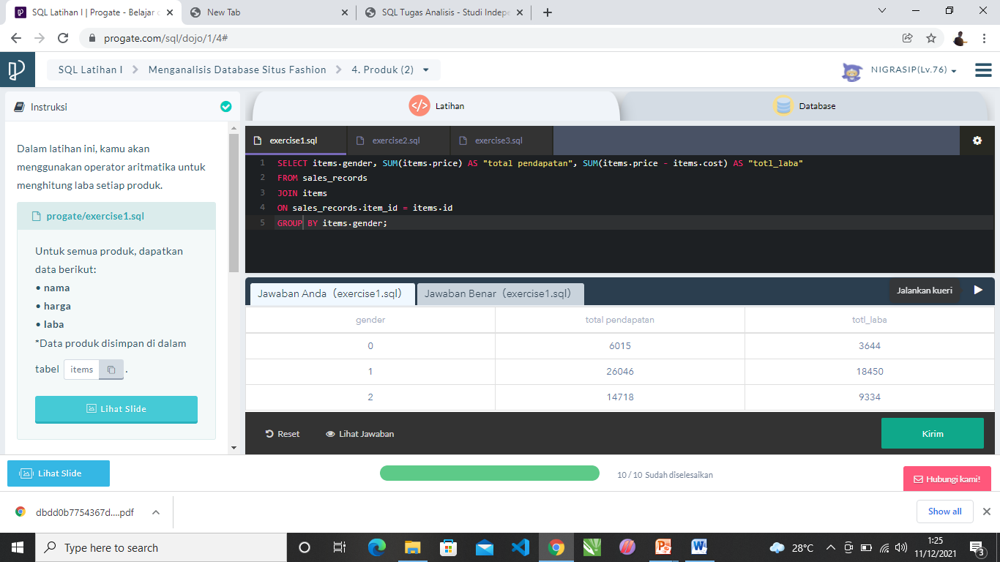 SQL Latihan I | Progate - Belajar
New Tab
SQL Tugas Analisis - Studi Indepe
progate.com/sql/dojo/1/4#
SQL Latihan I
Menganalisis Database Situs Fashion
4. Produk (2)
NIGRASIP(Lv.76)
Instruksi
Latihan
Database
Dalam latihan ini, kamu akan
menggunakan operator aritmatika untuk
menghitung laba setiap produk.
progate/exercise1.sql
Untuk semua produk, dapatkan
data berikut:
• nama
• harga
• laba
*Data produk disimpan di dalam
tabel items .
Lihat Slide
exercise1.sql
exercise2.sql
exercise3.sql
1 SELECT items.gender, SUM(items.price) AS "total pendapatan", SUM(items.price - items.cost) AS "totl_laba"
2 FROM sales_records
3 JOIN items
4 ON sales_records.item_id = items.id
5 GROUP BY items.gender;
Jawaban Anda（exercise1.sql）
Jawaban Benar（exercise1.sql）
Jalankan kueri
gender total pendapatan totl_laba
0 6015 3644
1 26046 18450
2 14718 9334
Reset
Lihat Jawaban
Kirim
Lihat Slide
10 / 10 Sudah diselesaikan
Hubungi kami!
dbdd0b7754367d....pdf
Show all
Type here to search
28°C
1:25
11/12/2021
3